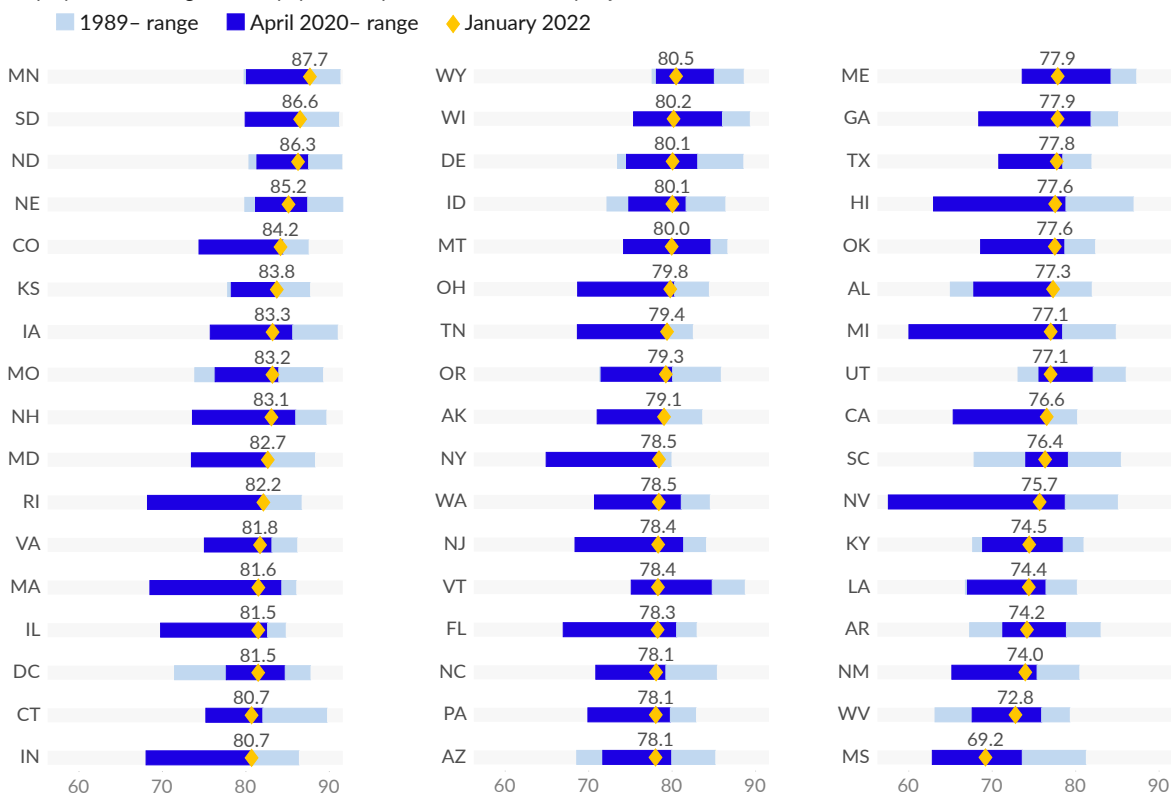 1989– range April 2020– range January 2022
MN 87.7
SD 86.6
ND 86.3
NE 85.2
CO 84.2
KS 83.8
IA 83.3
MO 83.2
NH 83.1
MD 82.7
RI 82.2
VA 81.8
MA 81.6
IL 81.5
DC 81.5
CT 80.7
IN 80.7
60 70 80 90
WY 80.5
WI 80.2
DE 80.1
ID 80.1
MT 80.0
OH 79.8
TN 79.4
OR 79.3
AK 79.1
NY 78.5
WA 78.5
NJ 78.4
VT 78.4
FL 78.3
NC 78.1
PA 78.1
AZ 78.1
60 70 80 90
ME 77.9
GA 77.9
TX 77.8
HI 77.6
OK 77.6
AL 77.3
MI 77.1
UT 77.1
CA 76.6
SC 76.4
NV 75.7
KY 74.5
LA 74.4
AR 74.2
NM 74.0
WV 72.8
MS 69.2
60 70 80 90